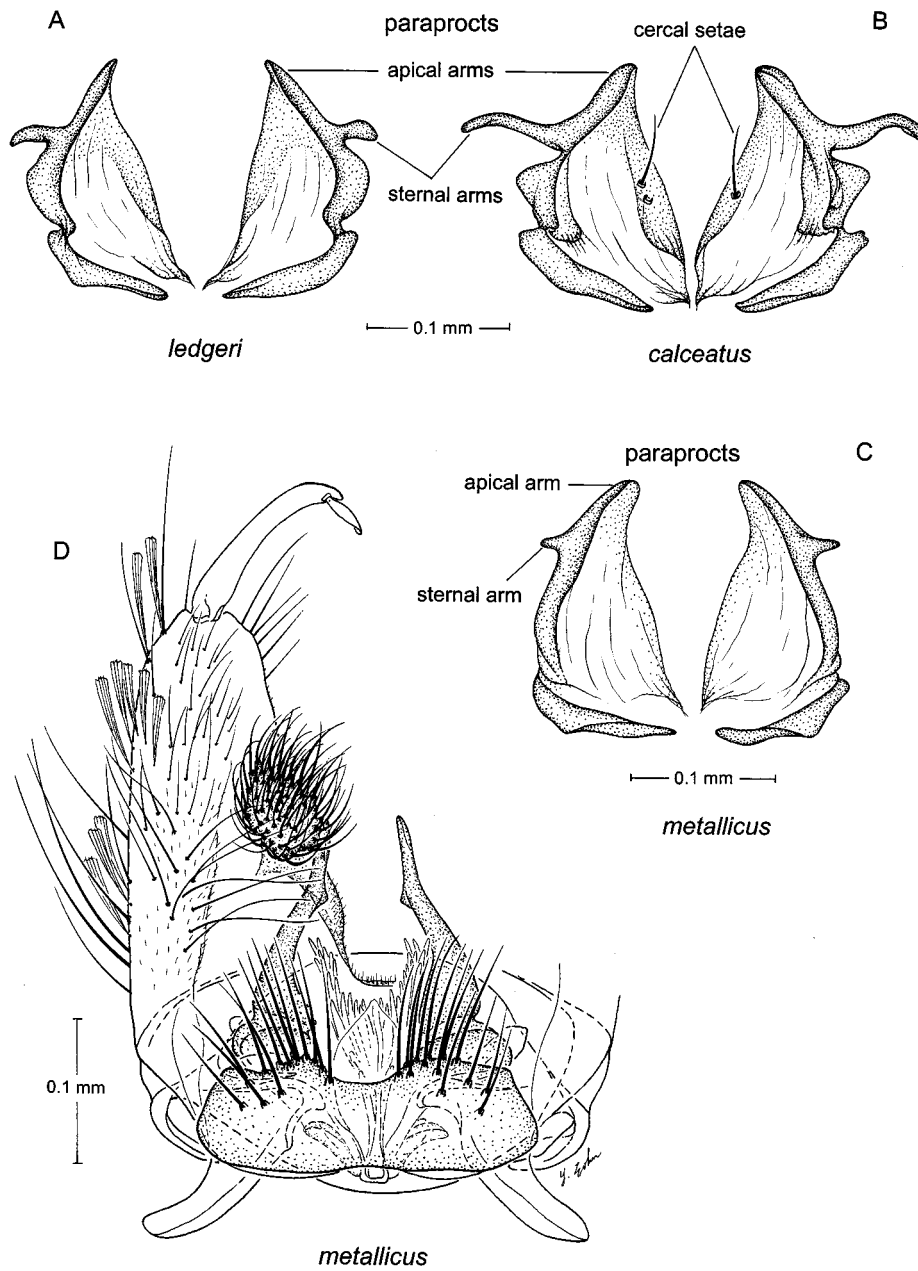 A
paraprocts
cercal setae
B
apical arms
sternal arms
0.1 mm
ledgeri
calceatus
paraprocts
C
apical arm
D
sternal arm
0.1 mm
metallicus
0.1 mm
metallicus